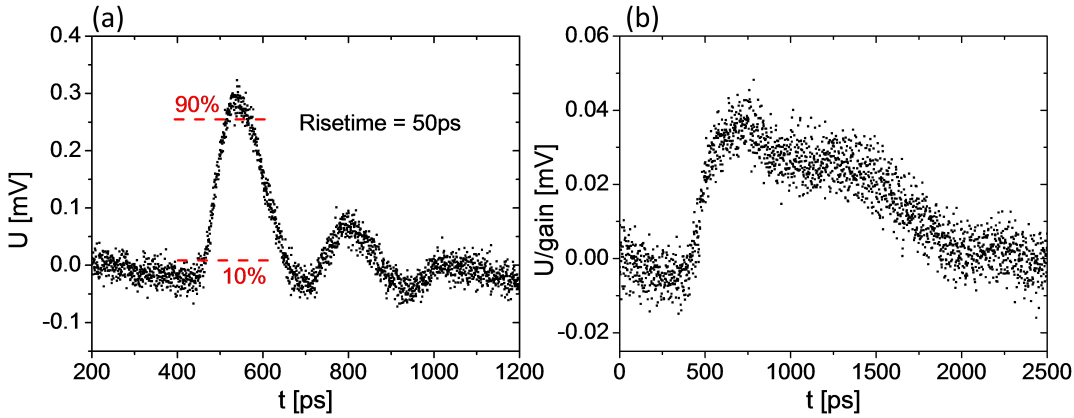 (a)
0.4
0.3
0.2
0.1
0.0
-0.1
U [mV]
90%
Risetime = 50ps
10%
200 400 600 800 1000 1200
t [ps]
(b)
0.06
0.04
0.02
0.00
-0.02
U/gain [mV]
0 500 1000 1500 2000 2500
t [ps]